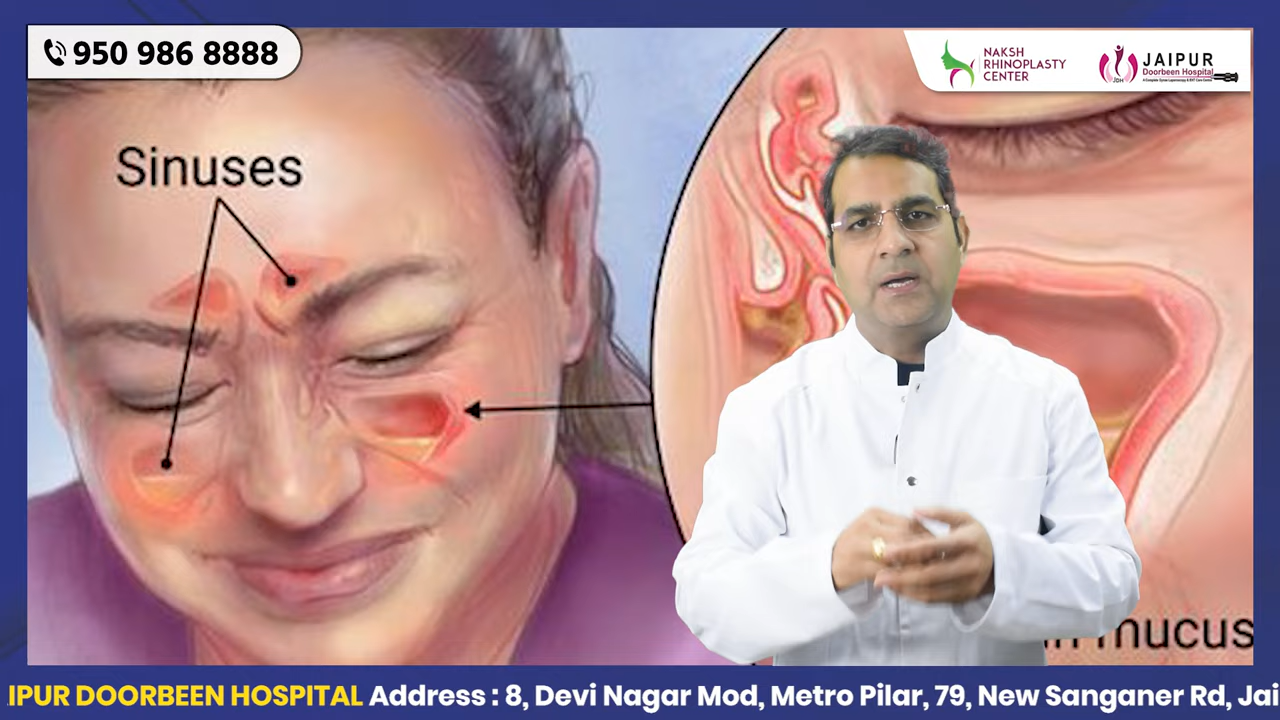 950 986 8888
NAKSH
RHINOPLASTY
CENTER
JAIPUR
Doorbeen Hospital
JDH
Sinuses
mucus
IPUR DOORBEEN HOSPITAL Address : 8, Devi Nagar Mod, Metro Pilar, 79, New Sanganer Rd, Jai